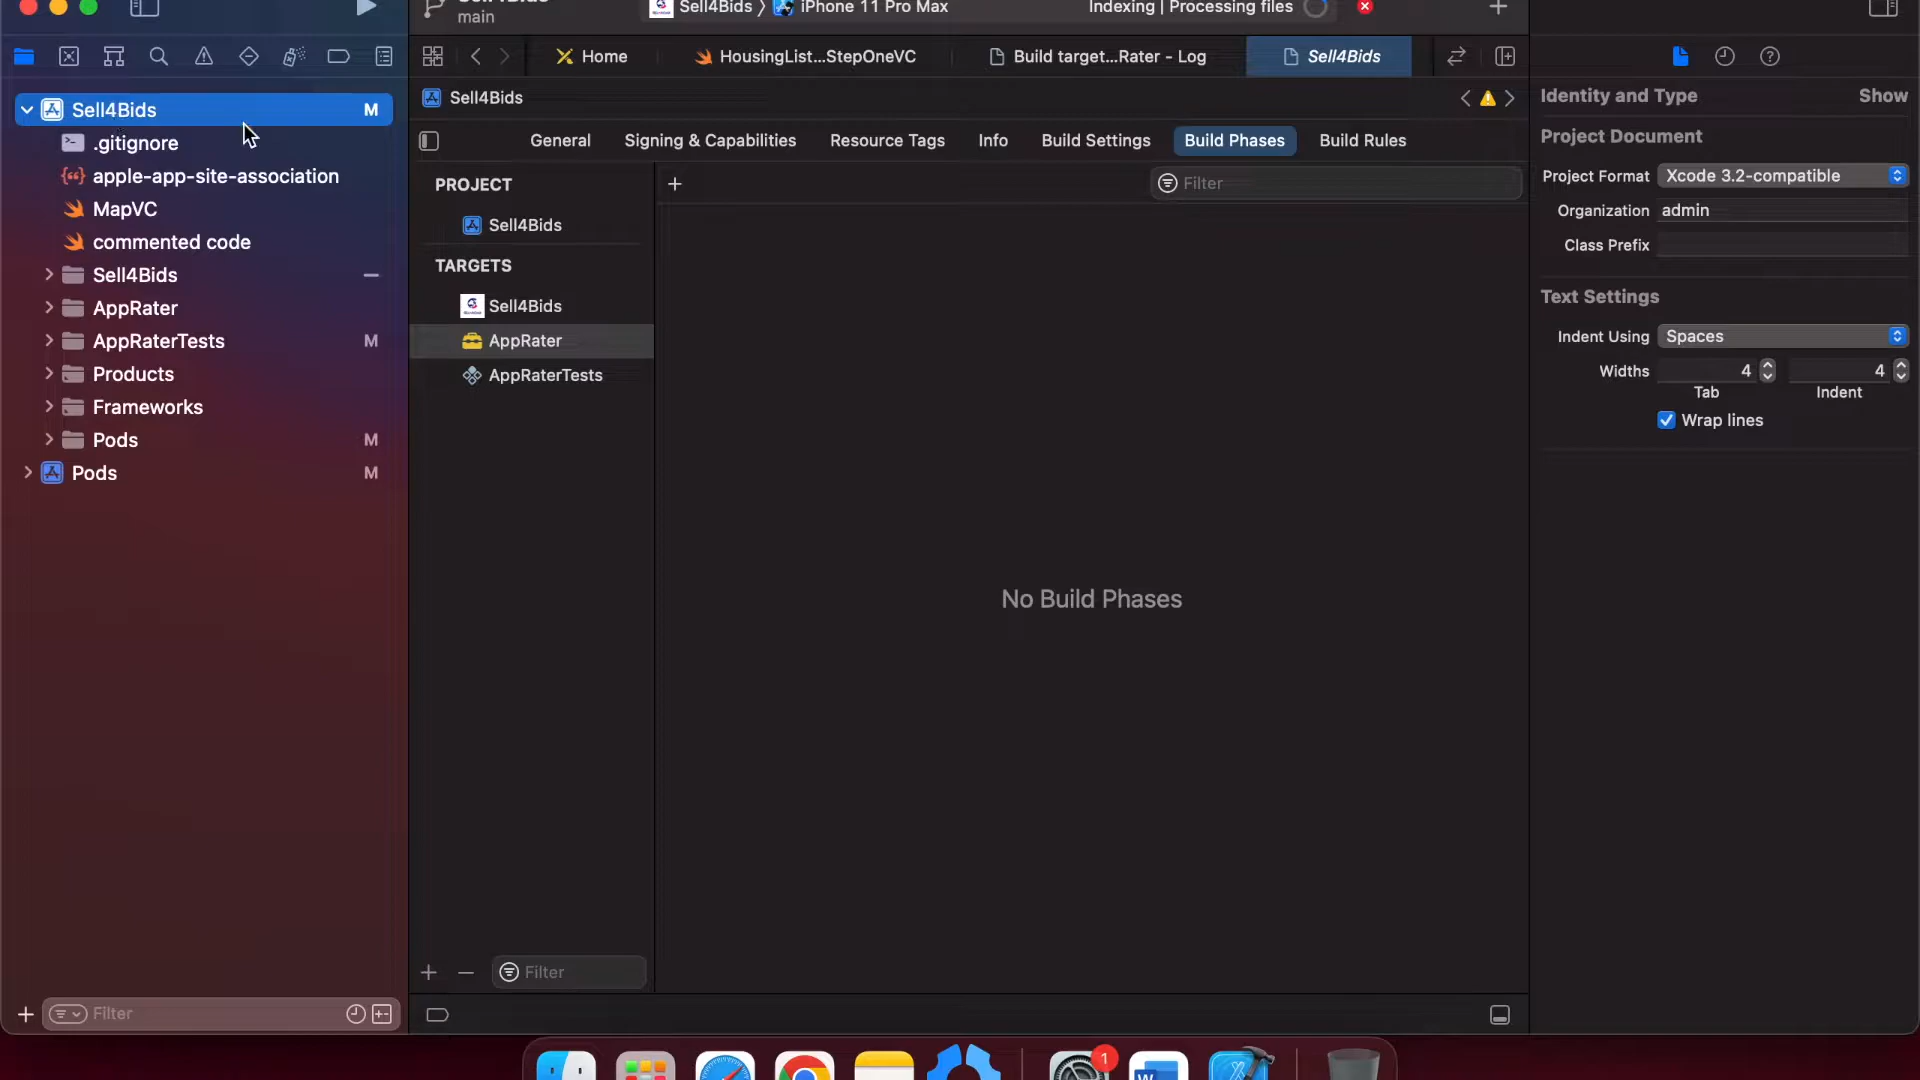 main
Sell4Bids
iPhone 11 Pro Max
Indexing | Processing files
Home
HousingList...StepOneVC
Build target...Rater - Log
Sell4Bids
Sell4Bids
M
.gitignore
apple-app-site-association
MapVC
commented code
Sell4Bids
AppRater
AppRaterTests
M
Products
Frameworks
Pods
M
Pods
M
Filter
Sell4Bids
General
Signing & Capabilities
Resource Tags
Info
Build Settings
Build Phases
Build Rules
PROJECT
Sell4Bids
TARGETS
Sell4Bids
AppRater
AppRaterTests
Filter
Filter
No Build Phases
Identity and Type
Show
Project Document
Project Format
Xcode 3.2-compatible
Organization
admin
Class Prefix
Text Settings
Indent Using
Spaces
Widths
4
4
Tab
Indent
Wrap lines
1
W